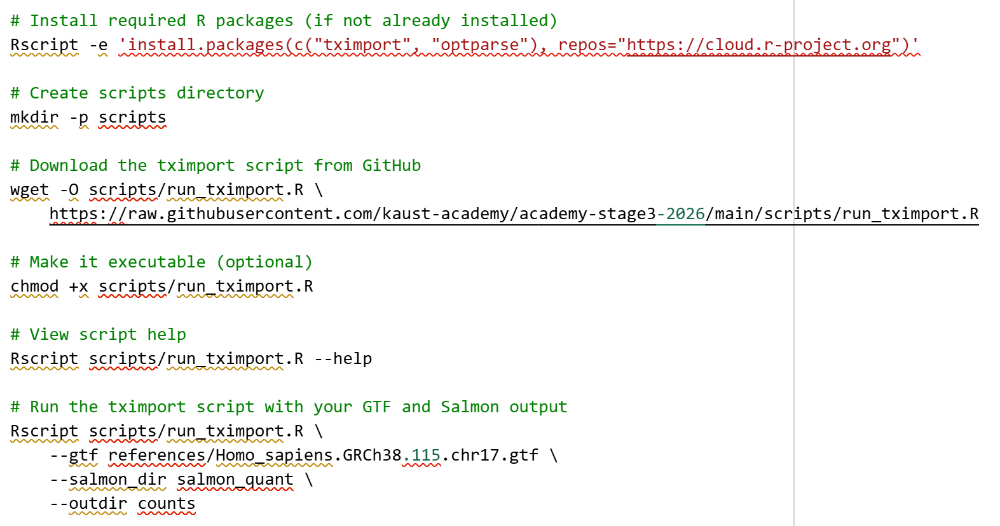 # Install required R packages (if not already installed)
Rscript -e 'install.packages(c("tximport", "optparse"), repos="https://cloud.r-project.org")'
# Create scripts directory
mkdir -p scripts
# Download the tximport script from GitHub
wget -O scripts/run_tximport.R \
https://raw.githubusercontent.com/kaust-academy/academy-stage3-2026/main/scripts/run_tximport.R
# Make it executable (optional)
chmod +x scripts/run_tximport.R
# View script help
Rscript scripts/run_tximport.R --help
# Run the tximport script with your GTF and Salmon output
Rscript scripts/run_tximport.R \
--gtf references/Homo_sapiens.GRCh38.115.chr17.gtf \
--salmon_dir salmon_quant \
--outdir counts